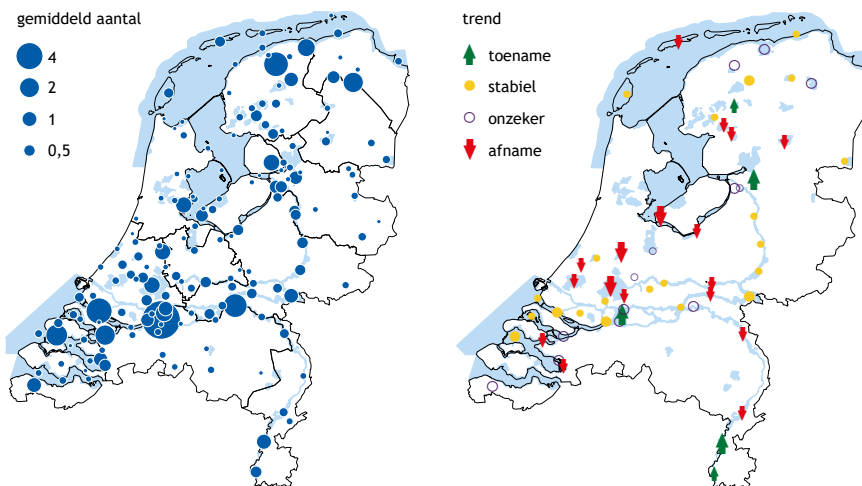 gemiddeld aantal
4
2
1
0,5
trend
toename
stabiel
onzeker
afname